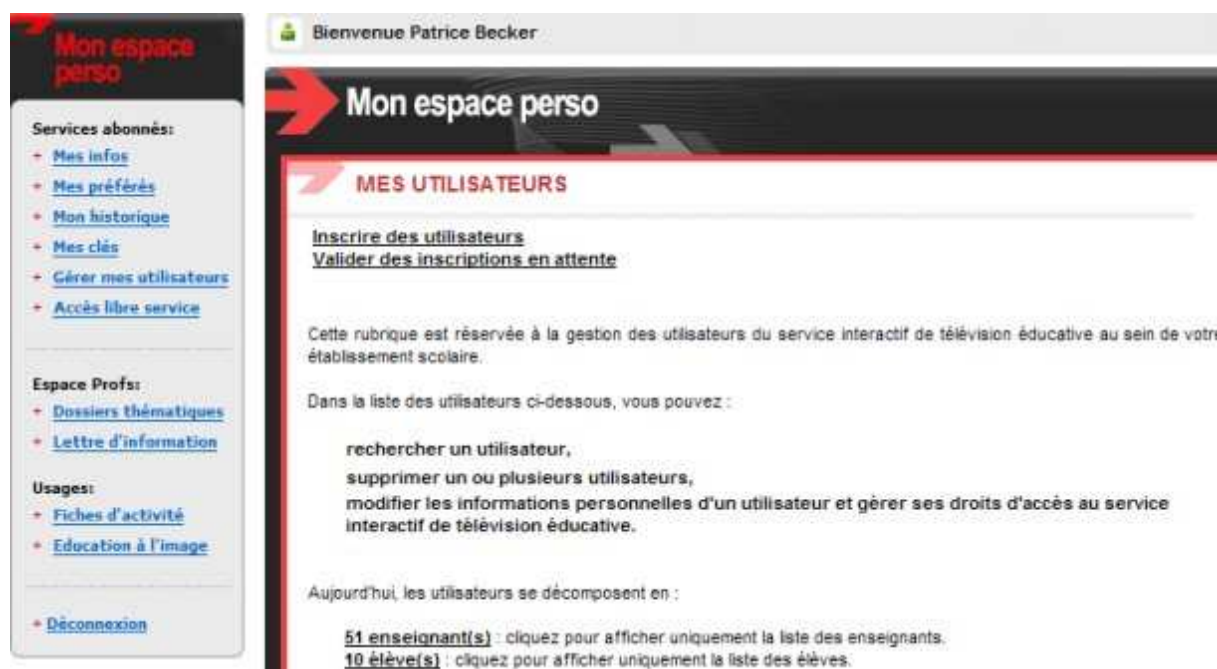 Mon espace
perso
Services abonnés:
+ Mes infos
+ Mes préférés
+ Mon historique
+ Mes clés
+ Gérer mes utilisateurs
+ Accès libre service
Espace Profs:
+ Dossiers thématiques
+ Lettre d'information
Usages:
+ Fiches d'activité
+ Education à l'image
+ Déconnexion
Bienvenue Patrice Becker
Mon espace perso
MES UTILISATEURS
Inscrire des utilisateurs
Valider des inscriptions en attente
Cette rubrique est réservée à la gestion des utilisateurs du service interactif de télévision éducative au sein de votre
établissement scolaire.
Dans la liste des utilisateurs ci-dessous, vous pouvez :
rechercher un utilisateur,
supprimer un ou plusieurs utilisateurs,
modifier les informations personnelles d'un utilisateur et gérer ses droits d'accès au service
interactif de télévision éducative.
Aujourd'hui, les utilisateurs se décomposent en :
51 enseignant(s) : cliquez pour afficher uniquement la liste des enseignants.
10 élève(s) : cliquez pour afficher uniquement la liste des élèves.